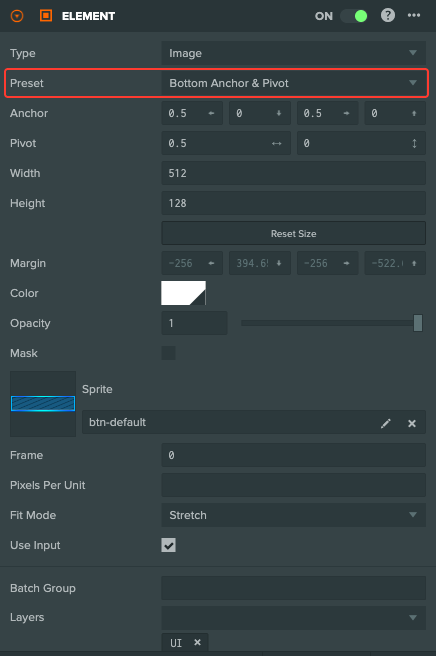 ELEMENT ON ? •••
Type Image
Preset Bottom Anchor & Pivot
Anchor 0.5 0 0.5 0
Pivot 0.5 ↔ 0 ↕
Width 512
Height 128
Reset Size
Margin -256 394.65 -256 -522.
Color
Opacity 1
Mask
Sprite
btn-default ×
Frame 0
Pixels Per Unit
Fit Mode Stretch
Use Input
Batch Group
Layers
UI ×